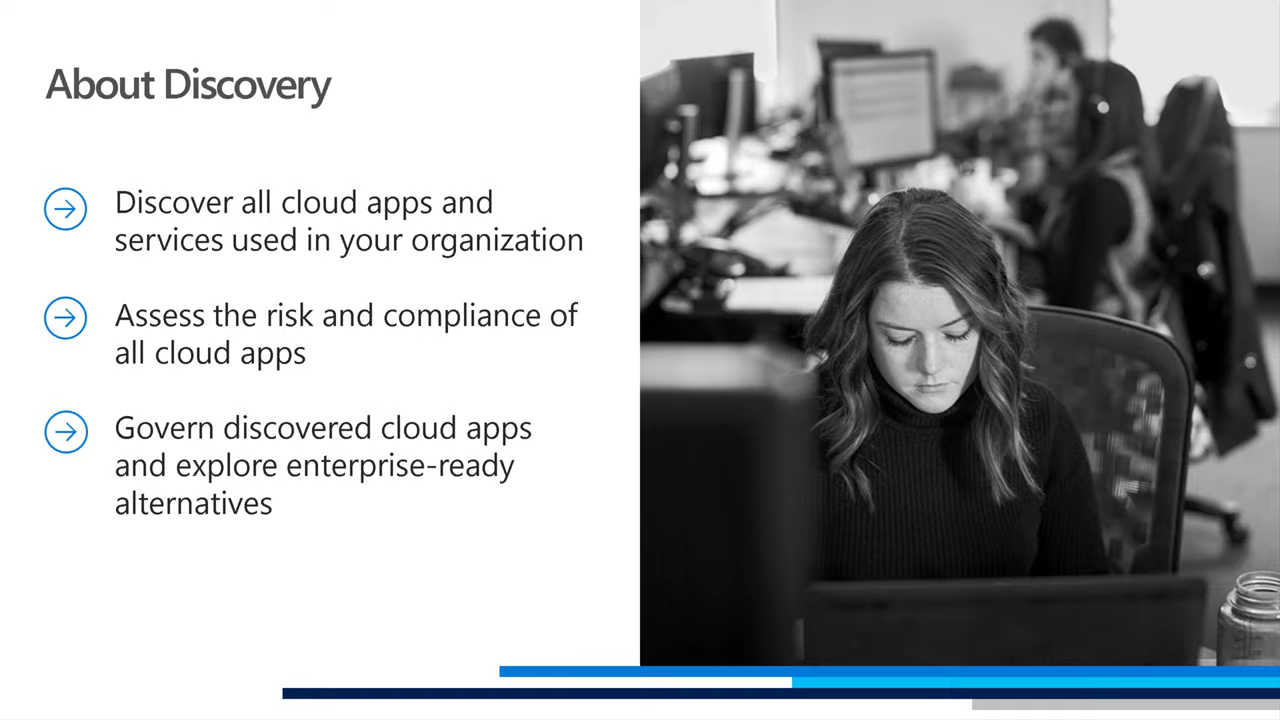 About Discovery
Discover all cloud apps and
services used in your organization
Assess the risk and compliance of
all cloud apps
Govern discovered cloud apps
and explore enterprise-ready
alternatives